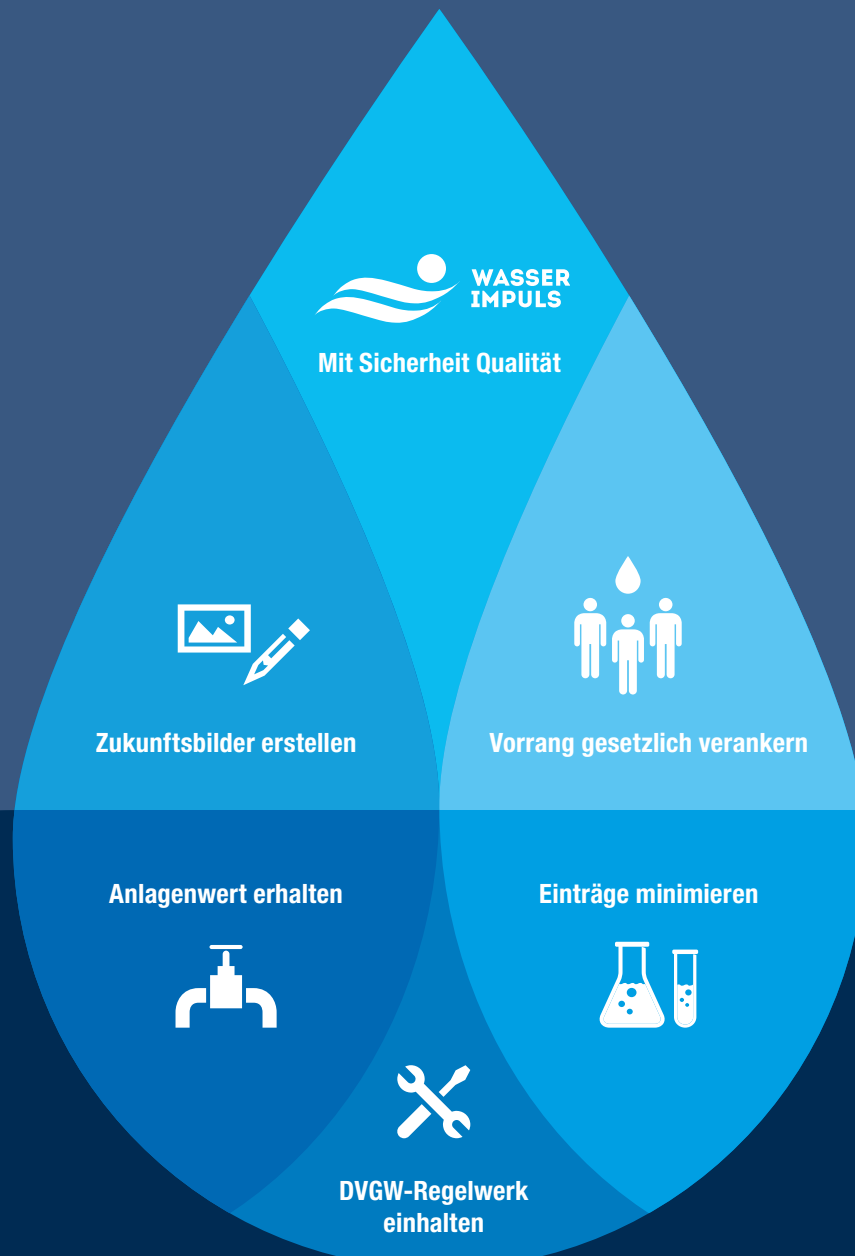 WASSER
IMPULS
Mit Sicherheit Qualität
Zukunftsbilder erstellen
Vorrang gesetzlich verankern
Anlagenwert erhalten
Einträge minimieren
DVGW-Regelwerk
einhalten